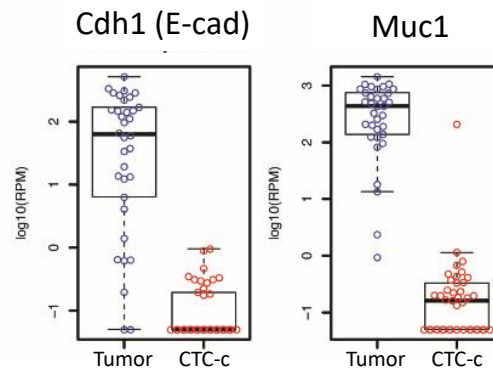 Cdh1 (E-cad)
Muc1
log10(RPM)
2
1
0
-1
Tumor
CTC-c
log10(RPM)
3
2
1
0
-1
Tumor
CTC-c